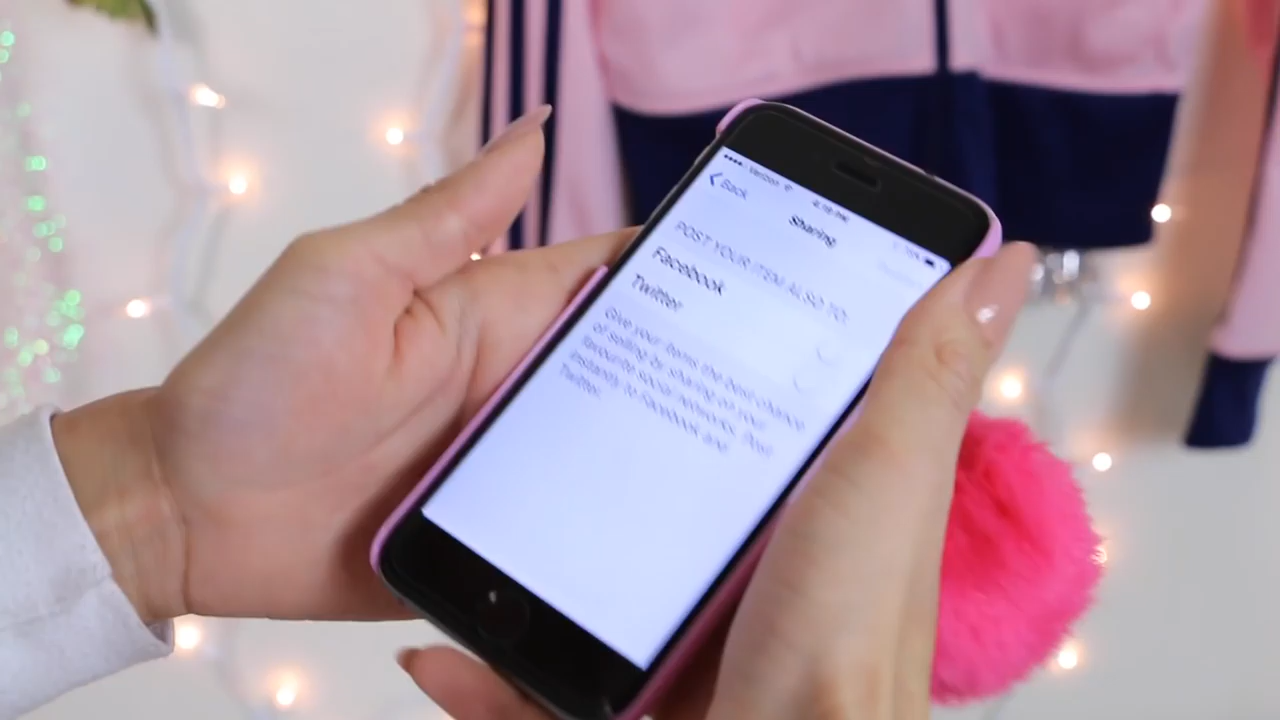 Verizon
Back
Sharing
POST YOUR ITEM ALSO TO:
Facebook
Twitter
Give your items the best chance
of selling by sharing on your
favourite social networks. Post
instantly to Facebook and
Twitter.